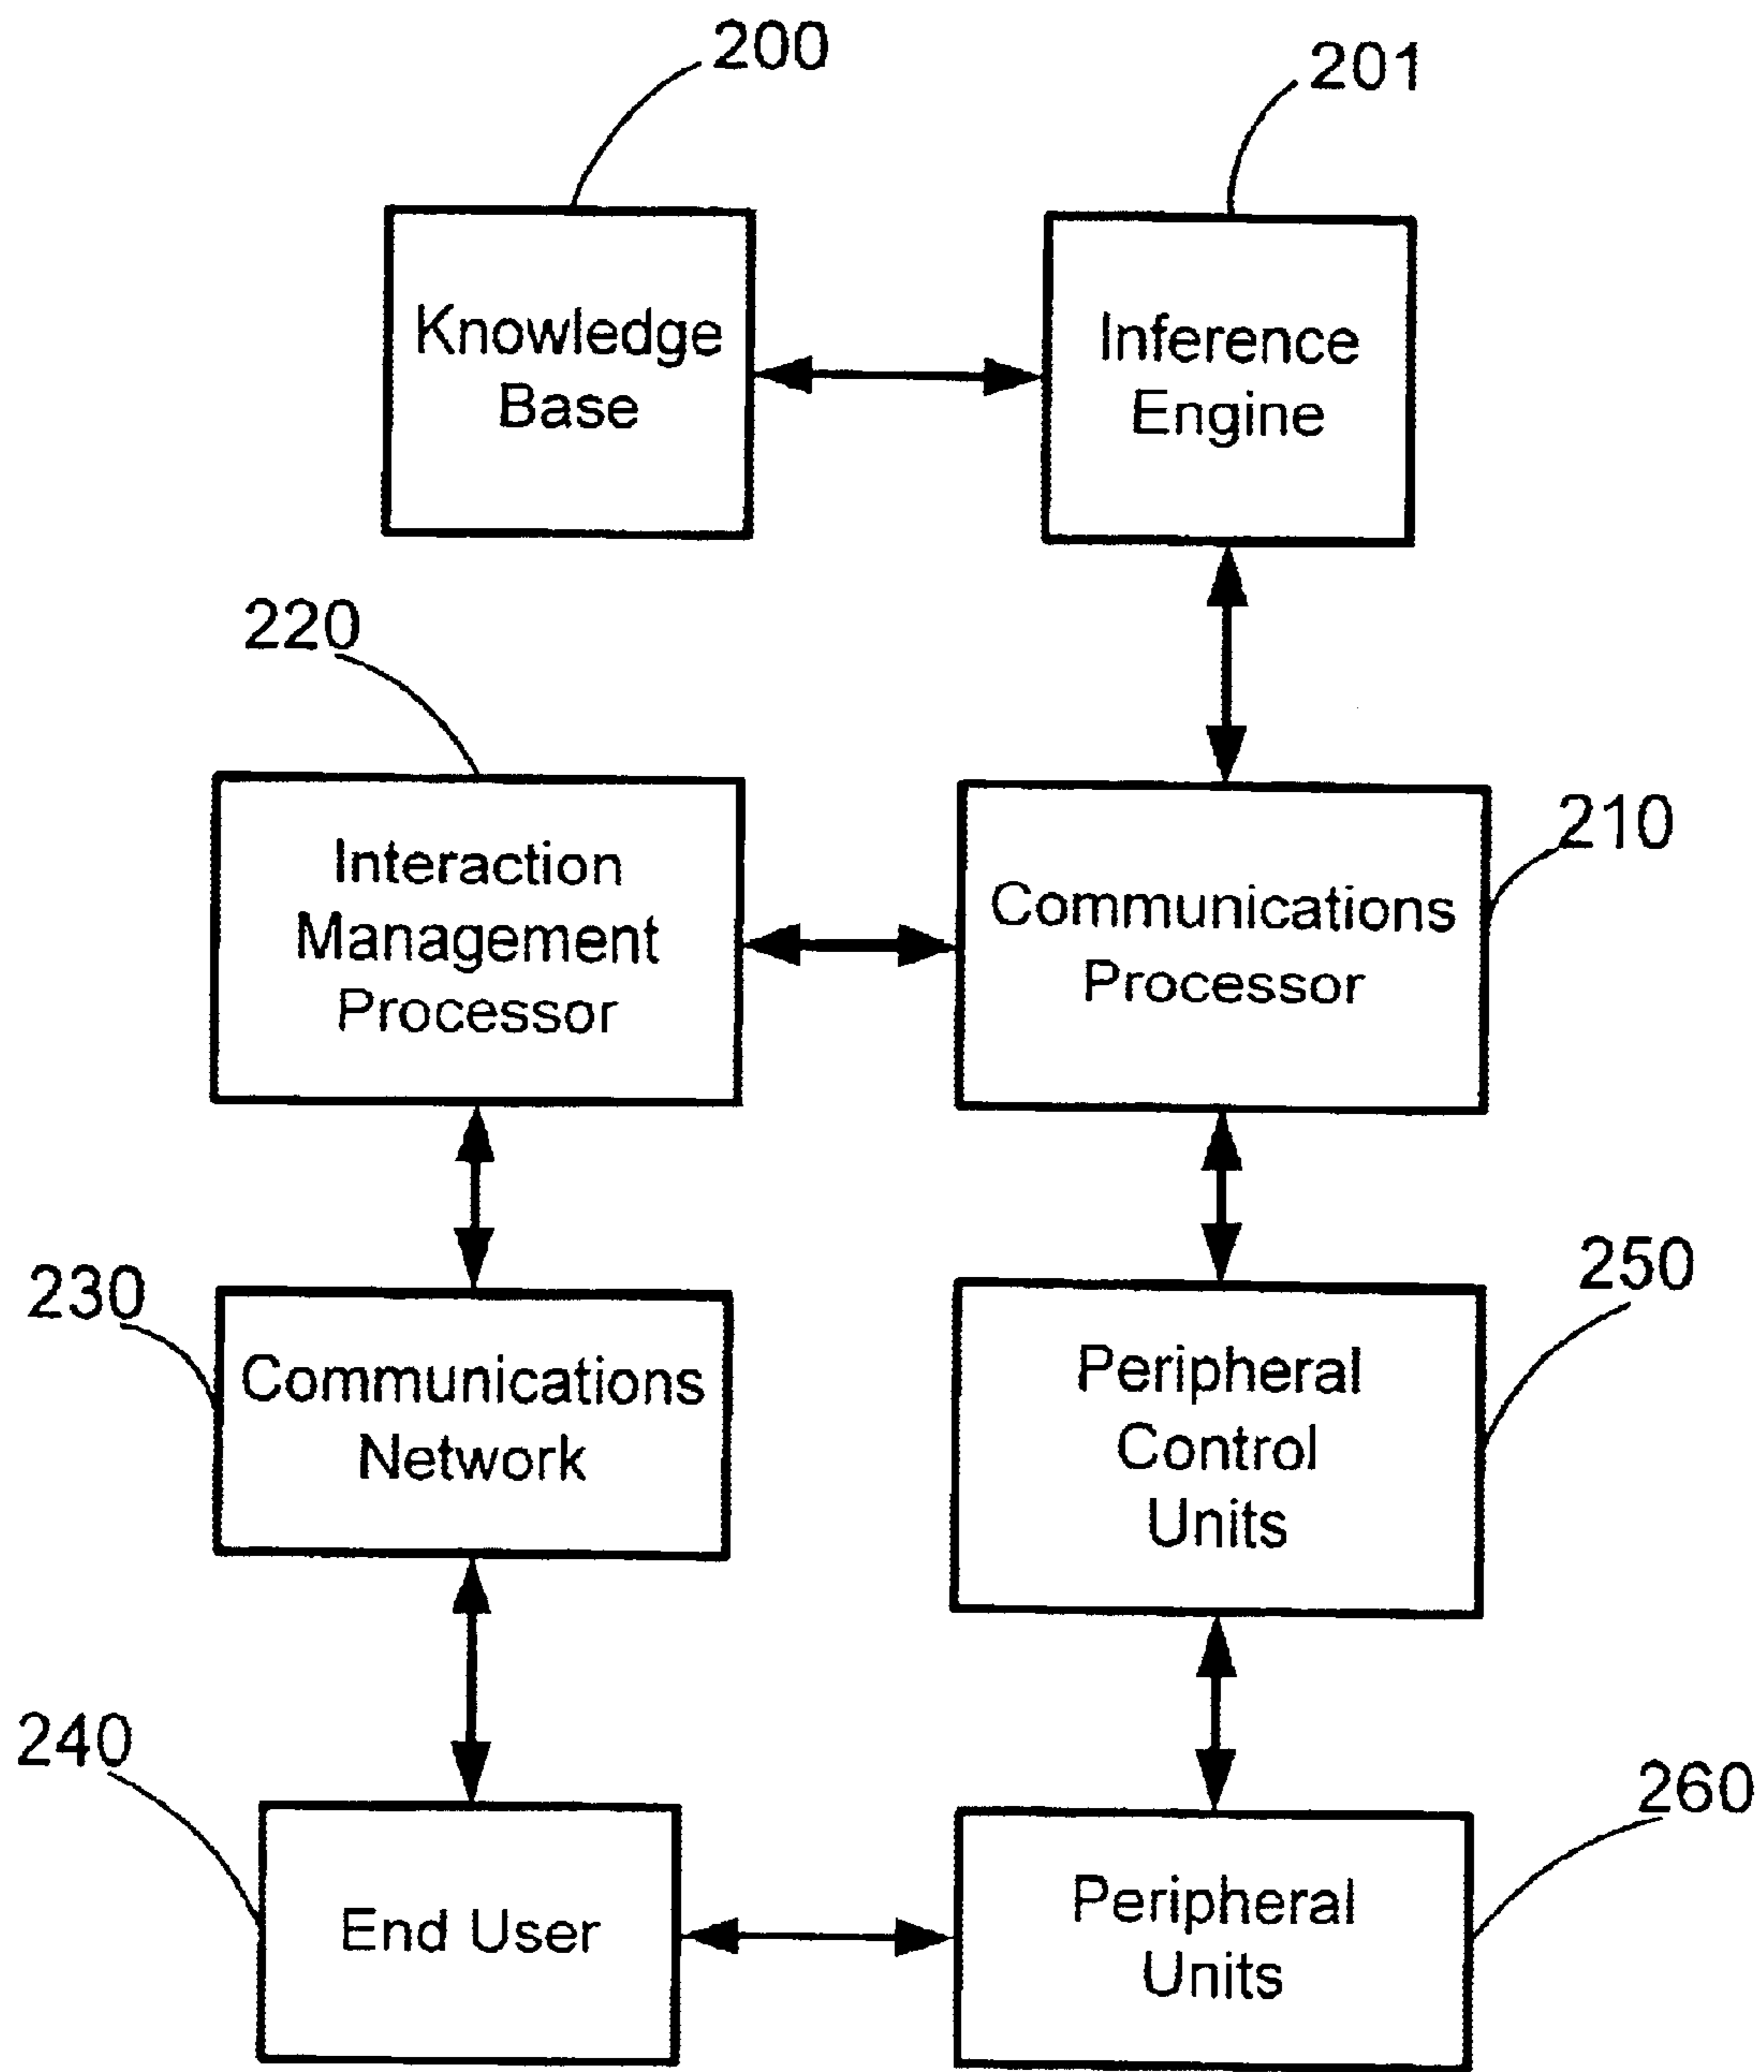 200
201
Knowledge
Base
Inference
Engine
220
210
Interaction
Management
Processor
Communications
Processor
230
250
Communications
Network
Peripheral
Control
Units
240
260
End User
Peripheral
Units